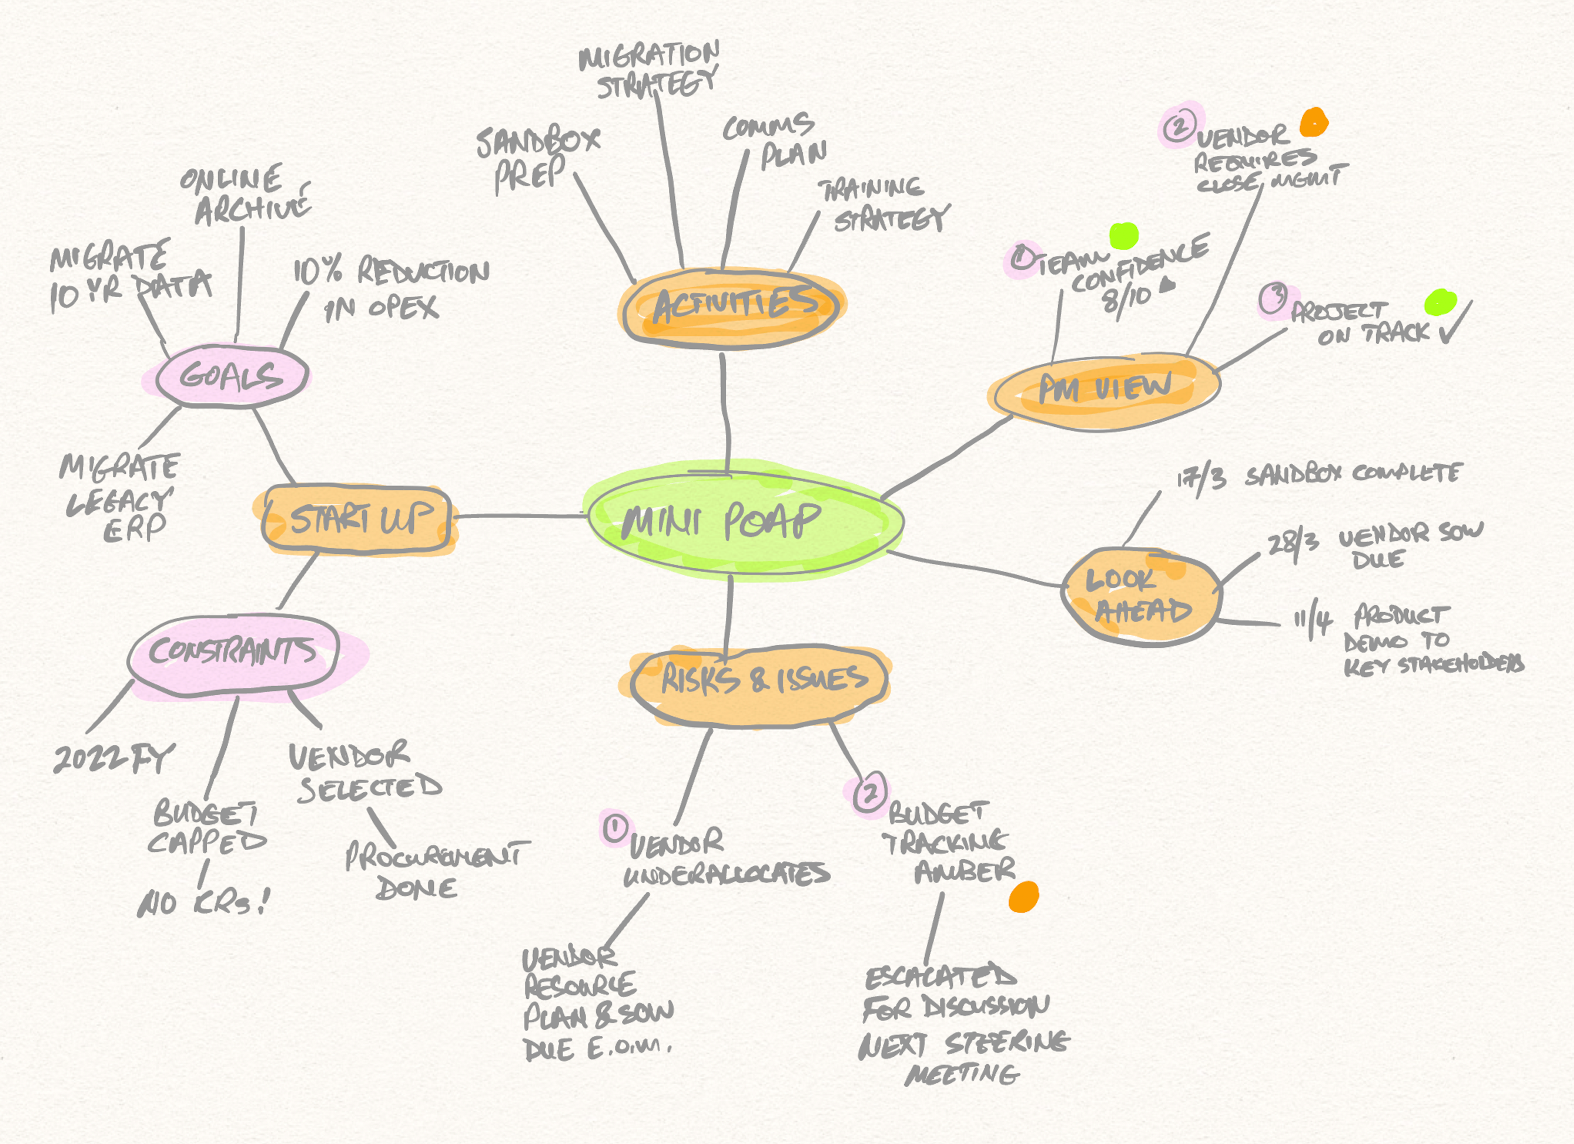 MIGRATION
STRATEGY
SANDBOX
PREP
COMMS
PLAN
TRAINING
STRATEGY
ACTIVITIES
ONLINE
ARCHIVE
MIGRATE
10 YR DATA
10% REDUCTION
IN OPEX
GOALS
MIGRATE
LEGACY
ERP
START UP
MINI POAP
2 VENDOR
REQUIRES
CLOSE MGMT
1 TEAM
CONFIDENCE
8/10
3 PROJECT
ON TRACK ✓
PM VIEW
17/3 SANDBOX COMPLETE
28/3 VENDOR SOW
DUE
LOOK
AHEAD
11/4 PRODUCT
DEMO TO
KEY STAKEHOLDERS
CONSTRAINTS
2022 FY
BUDGET
CAPPED
NO CRs!
VENDOR
SELECTED
PROCUREMENT
DONE
RISKS & ISSUES
1 VENDOR
UNDERALLOCATES
VENDOR
RESOURCE
PLAN & SOW
DUE E.O.M.
2 BUDGET
TRACKING
AMBER
ESCALATED
FOR DISCUSSION
NEXT STEERING
MEETING